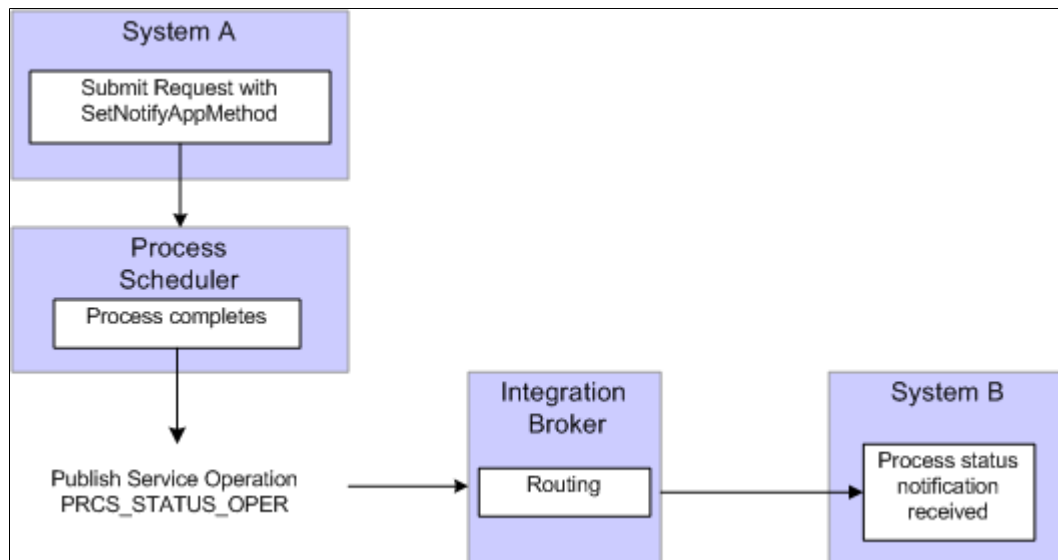 System A
Submit Request with
SetNotifyAppMethod
Process
Scheduler
Process completes
Publish Service Operation
PRCS_STATUS_OPER
Integration
Broker
Routing
System B
Process status
notification
received